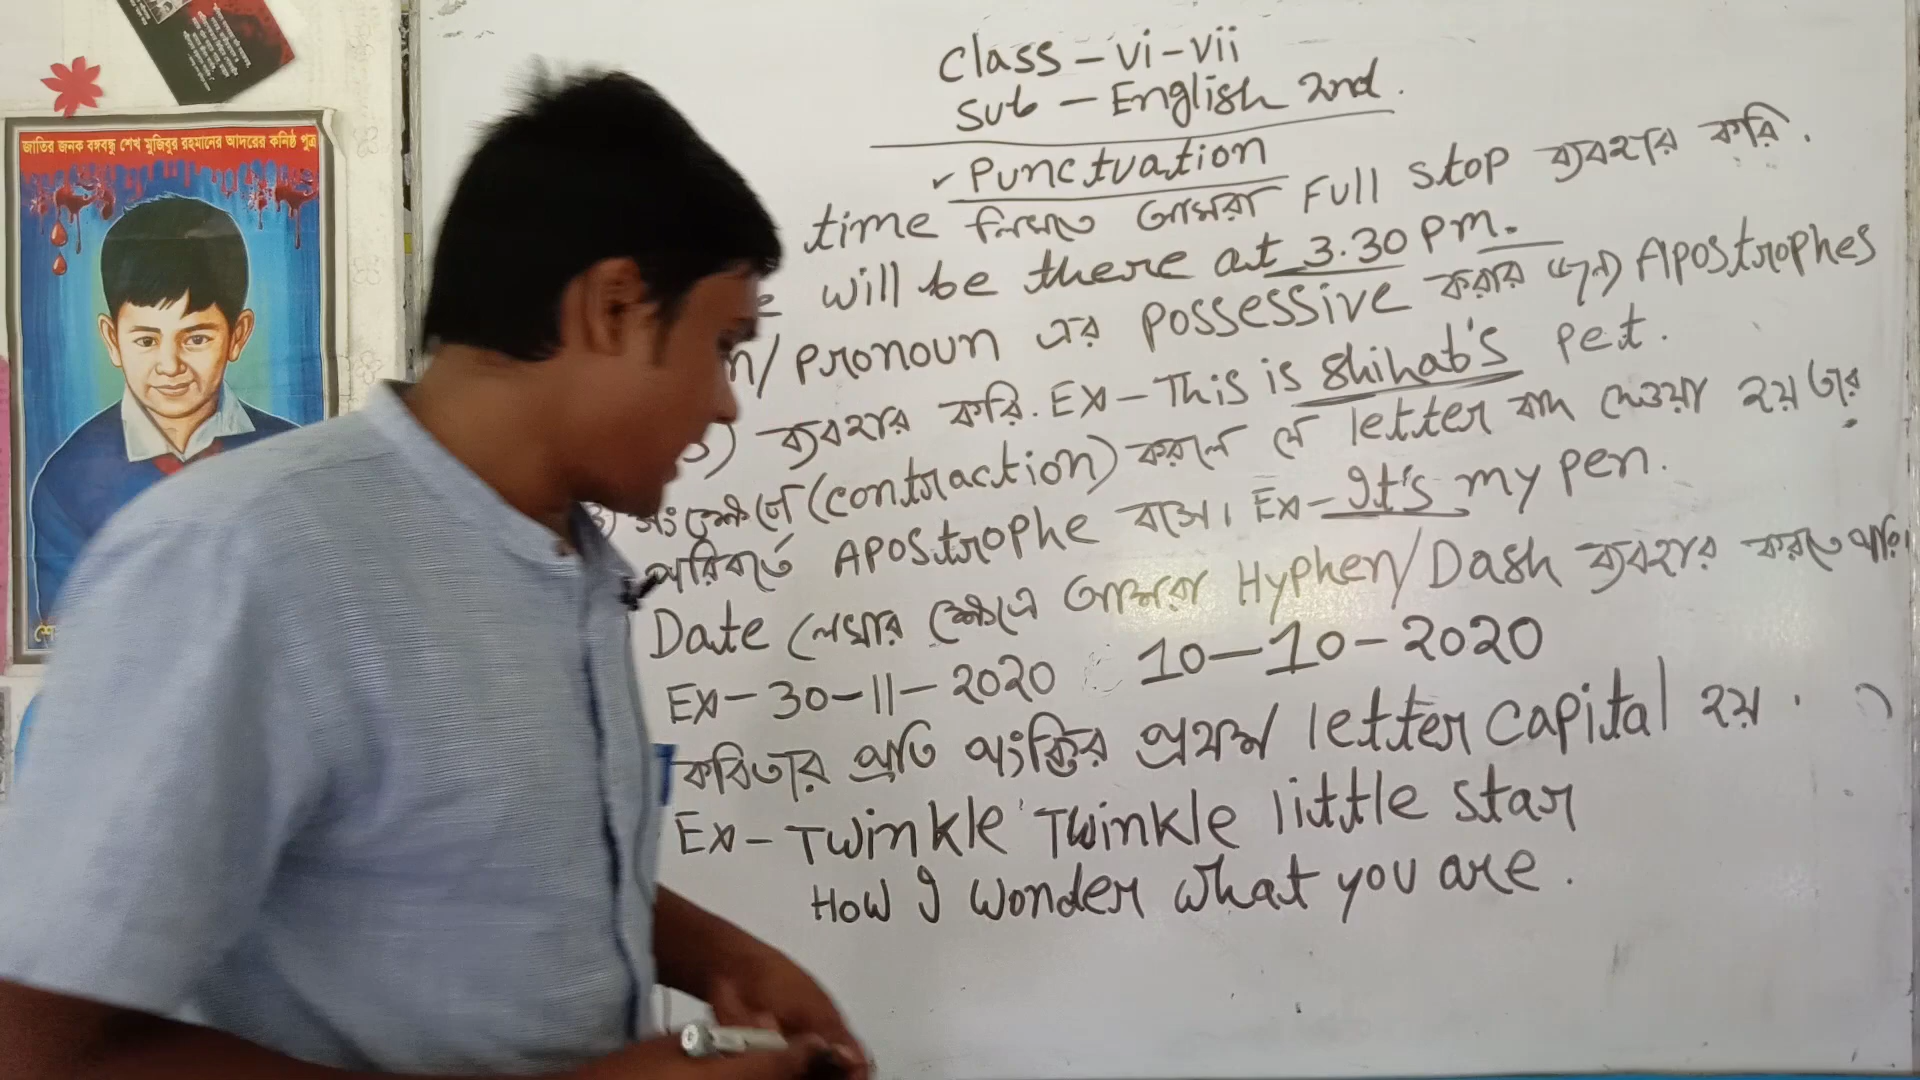 জাতির জনক বঙ্গবন্ধু শেখ মুজিবুর রহমানের আদরের কনিষ্ঠ পুত্র
Class - vi - vii
Sub - English 2nd.
Punctuation
time লিখতে আমরা Full stop ব্যবহার করি.
will be there at 3.30 pm.
/ Pronoun এর Possessive করার জন্য Apostrophes
ব্যবহার করি. Ex - This is Shihab's pet.
সংক্ষেপে (contraction) করলে যে letter বাদ দেওয়া হয় তার
পরিবর্তে Apostrophe বসে। Ex - It's my pen.
Date লেখার ক্ষেত্রে আমরা Hyphen/Dash ব্যবহার করতে পারি।
Ex - 30-11-2020 10-10-2020
কবিতার প্রতি পংক্তির প্রথম letter capital হয়.
Ex - Twinkle Twinkle little star
How I wonder what you are.